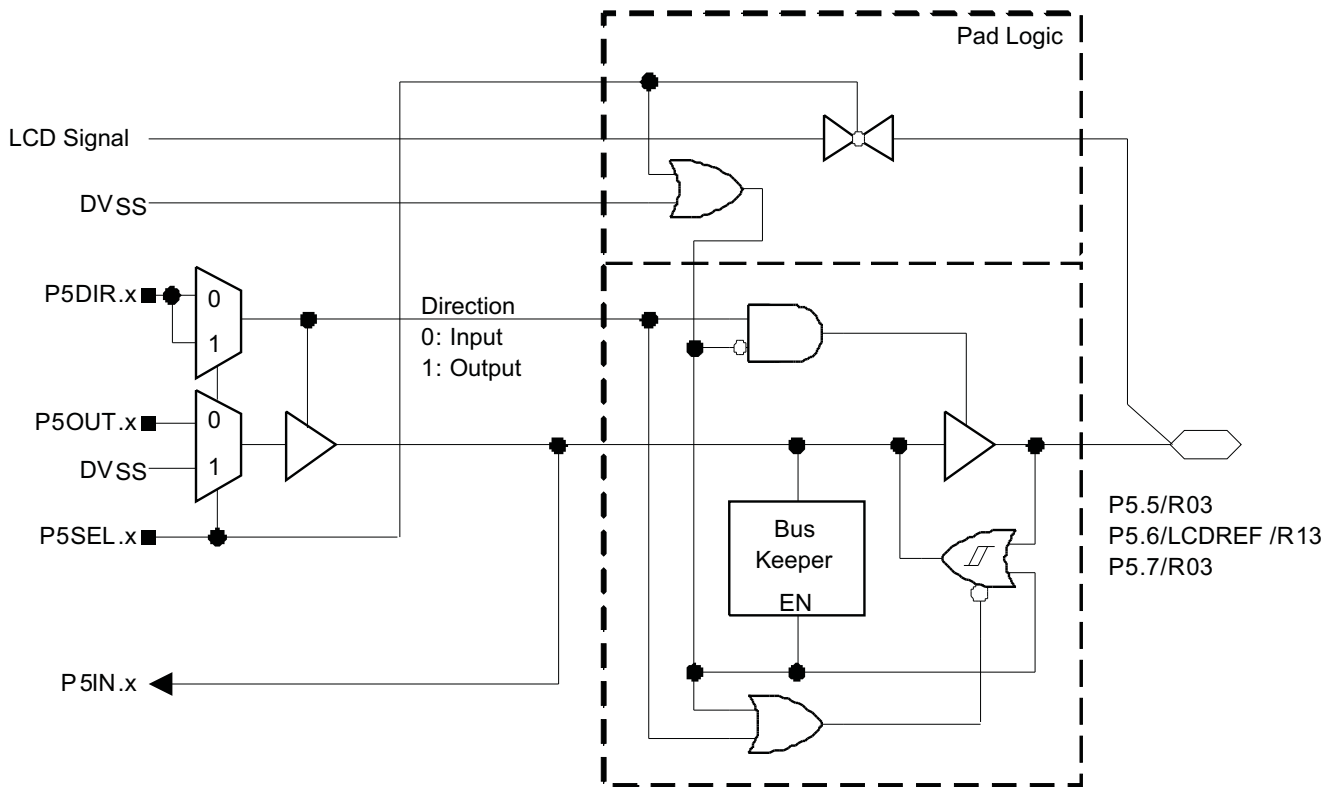 Pad Logic
LCD Signal
DVSS
P5DIR.x
0
1
Direction
0: Input
1: Output
P5OUT.x
0
DVSS
1
P5SEL.x
Bus
Keeper
EN
P5.5/R03
P5.6/LCDREF /R13
P5.7/R03
P5IN.x